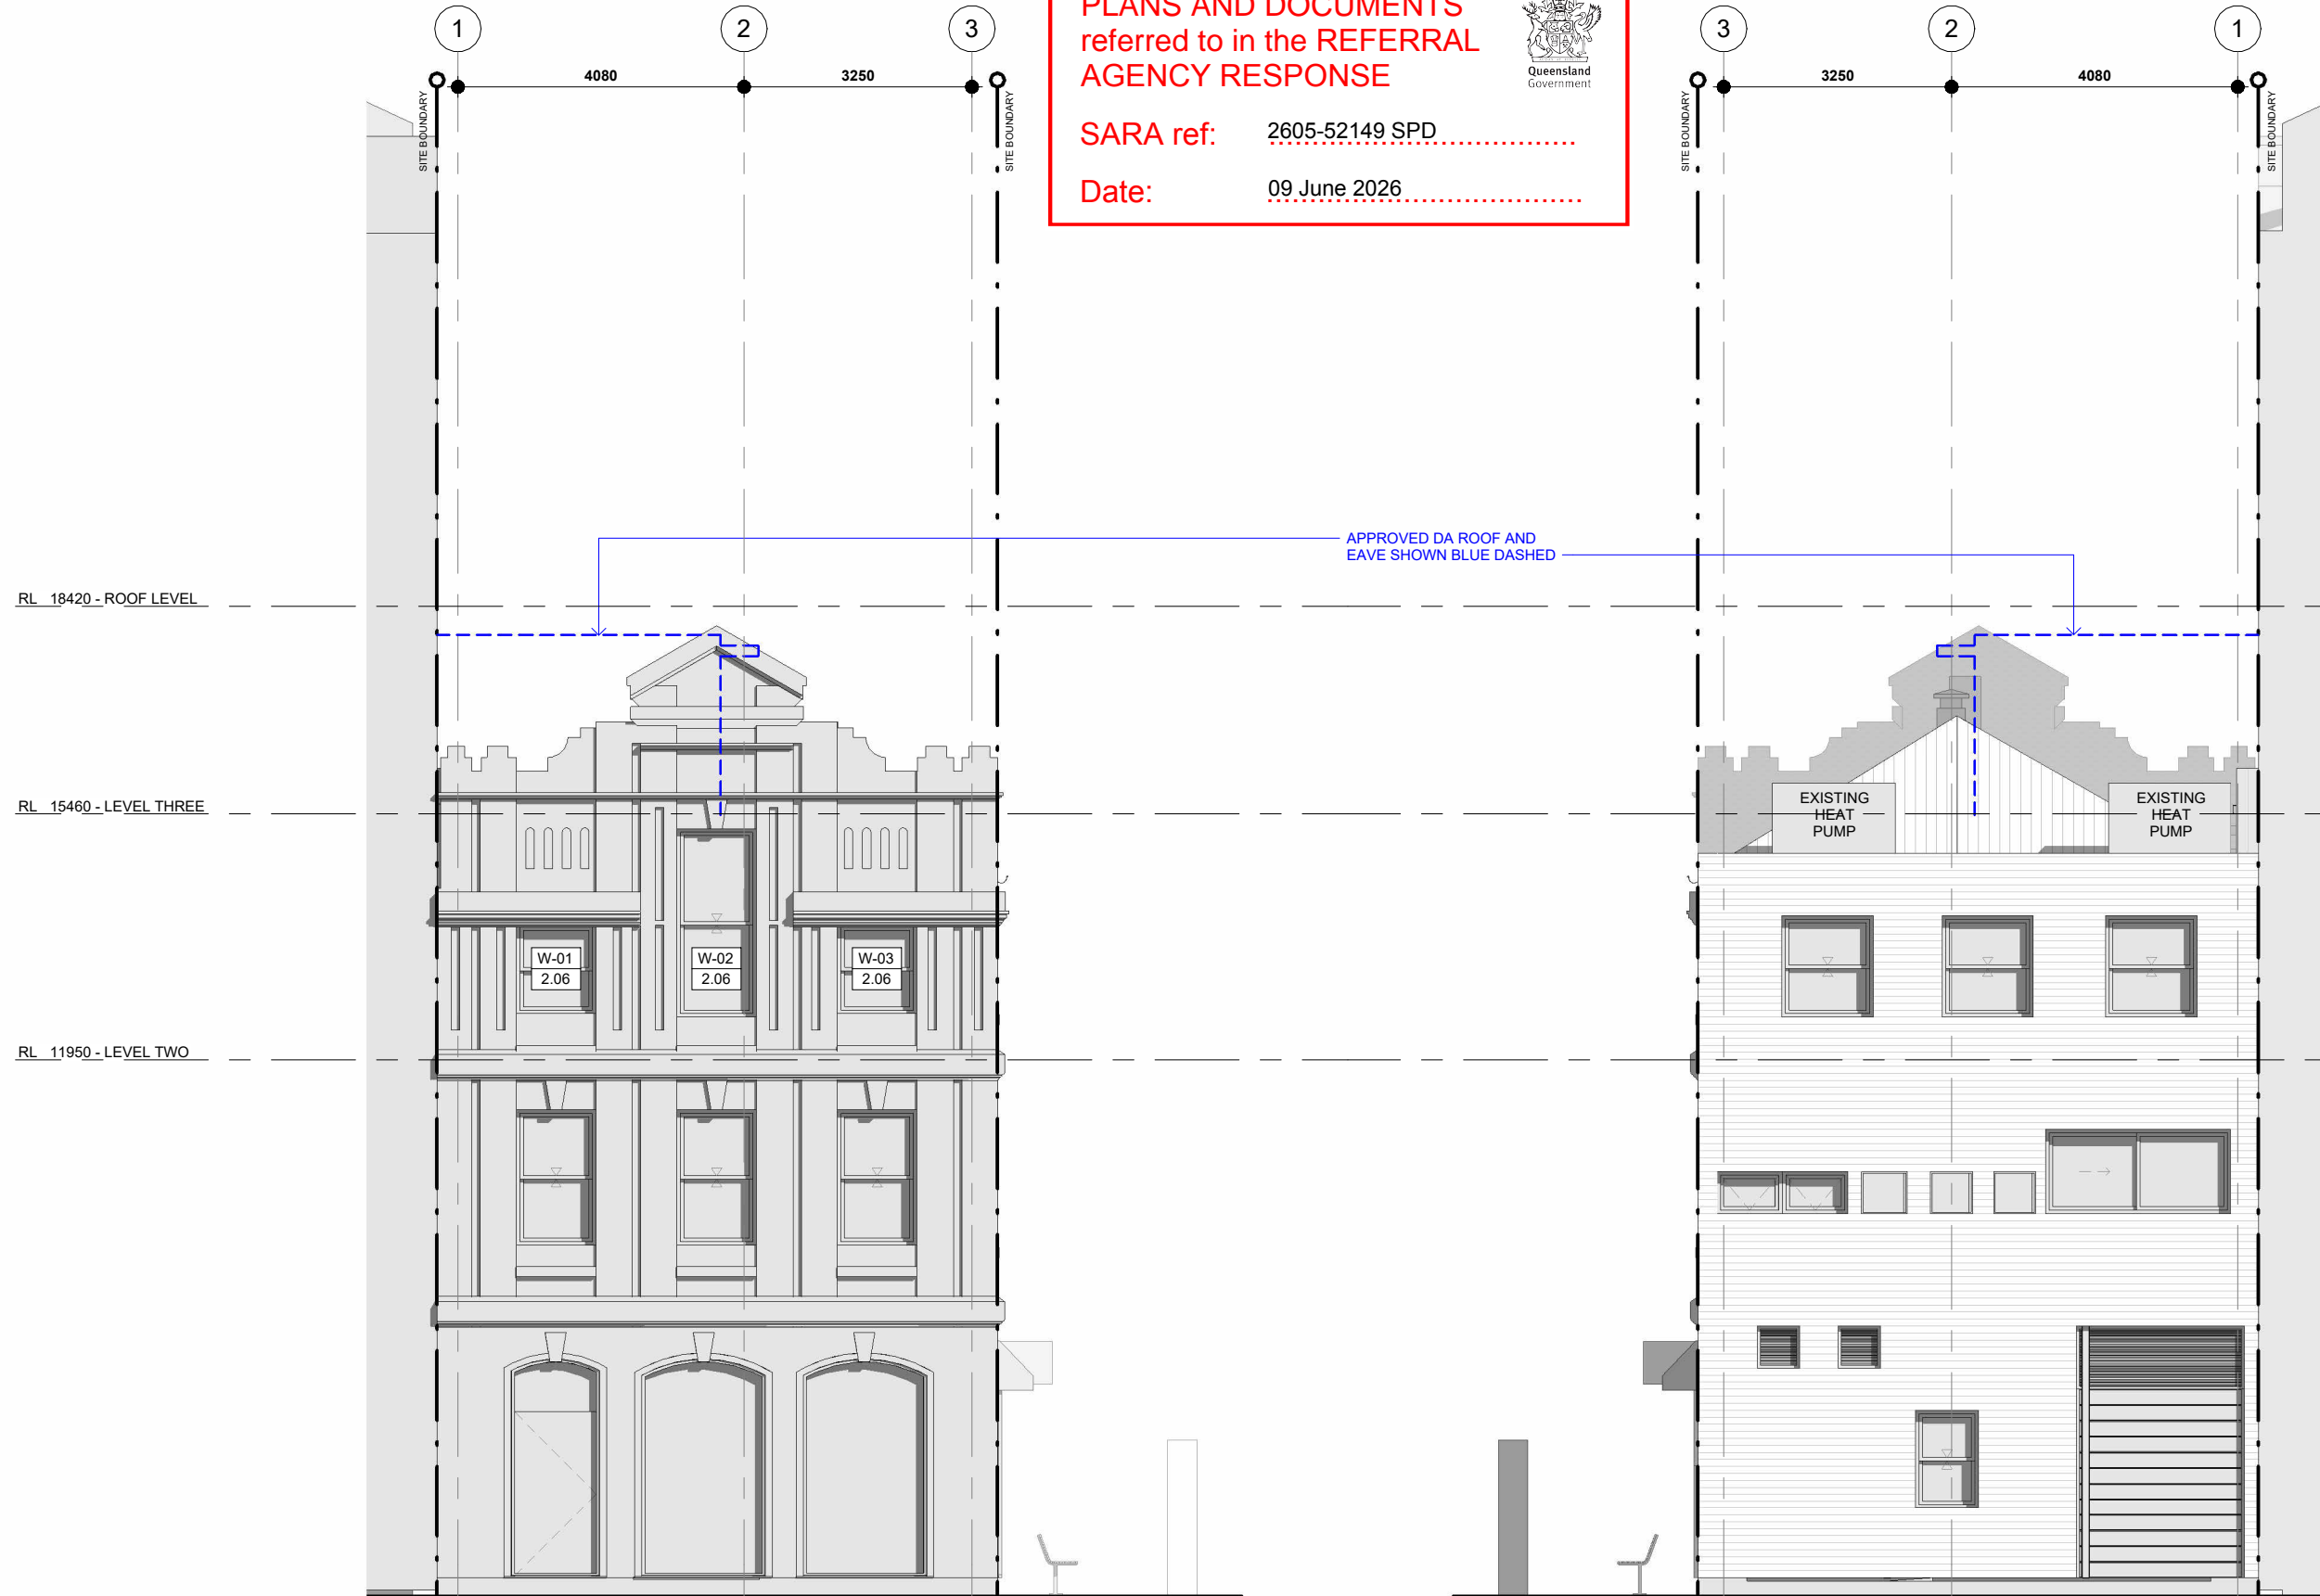 1
2
3
4080
3250
SITE BOUNDARY
SITE BOUNDARY
PLANS AND DOCUMENTS
referred to in the REFERRAL
AGENCY RESPONSE
Queensland
Government
SARA ref: 2605-52149 SPD
Date: 09 June 2026
3
2
1
3250
4080
SITE BOUNDARY
SITE BOUNDARY
APPROVED DA ROOF AND
EAVE SHOWN BLUE DASHED
RL 18420 - ROOF LEVEL
RL 15460 - LEVEL THREE
RL 11950 - LEVEL TWO
W-01
2.06
W-02
2.06
W-03
2.06
EXISTING
HEAT
PUMP
EXISTING
HEAT
PUMP